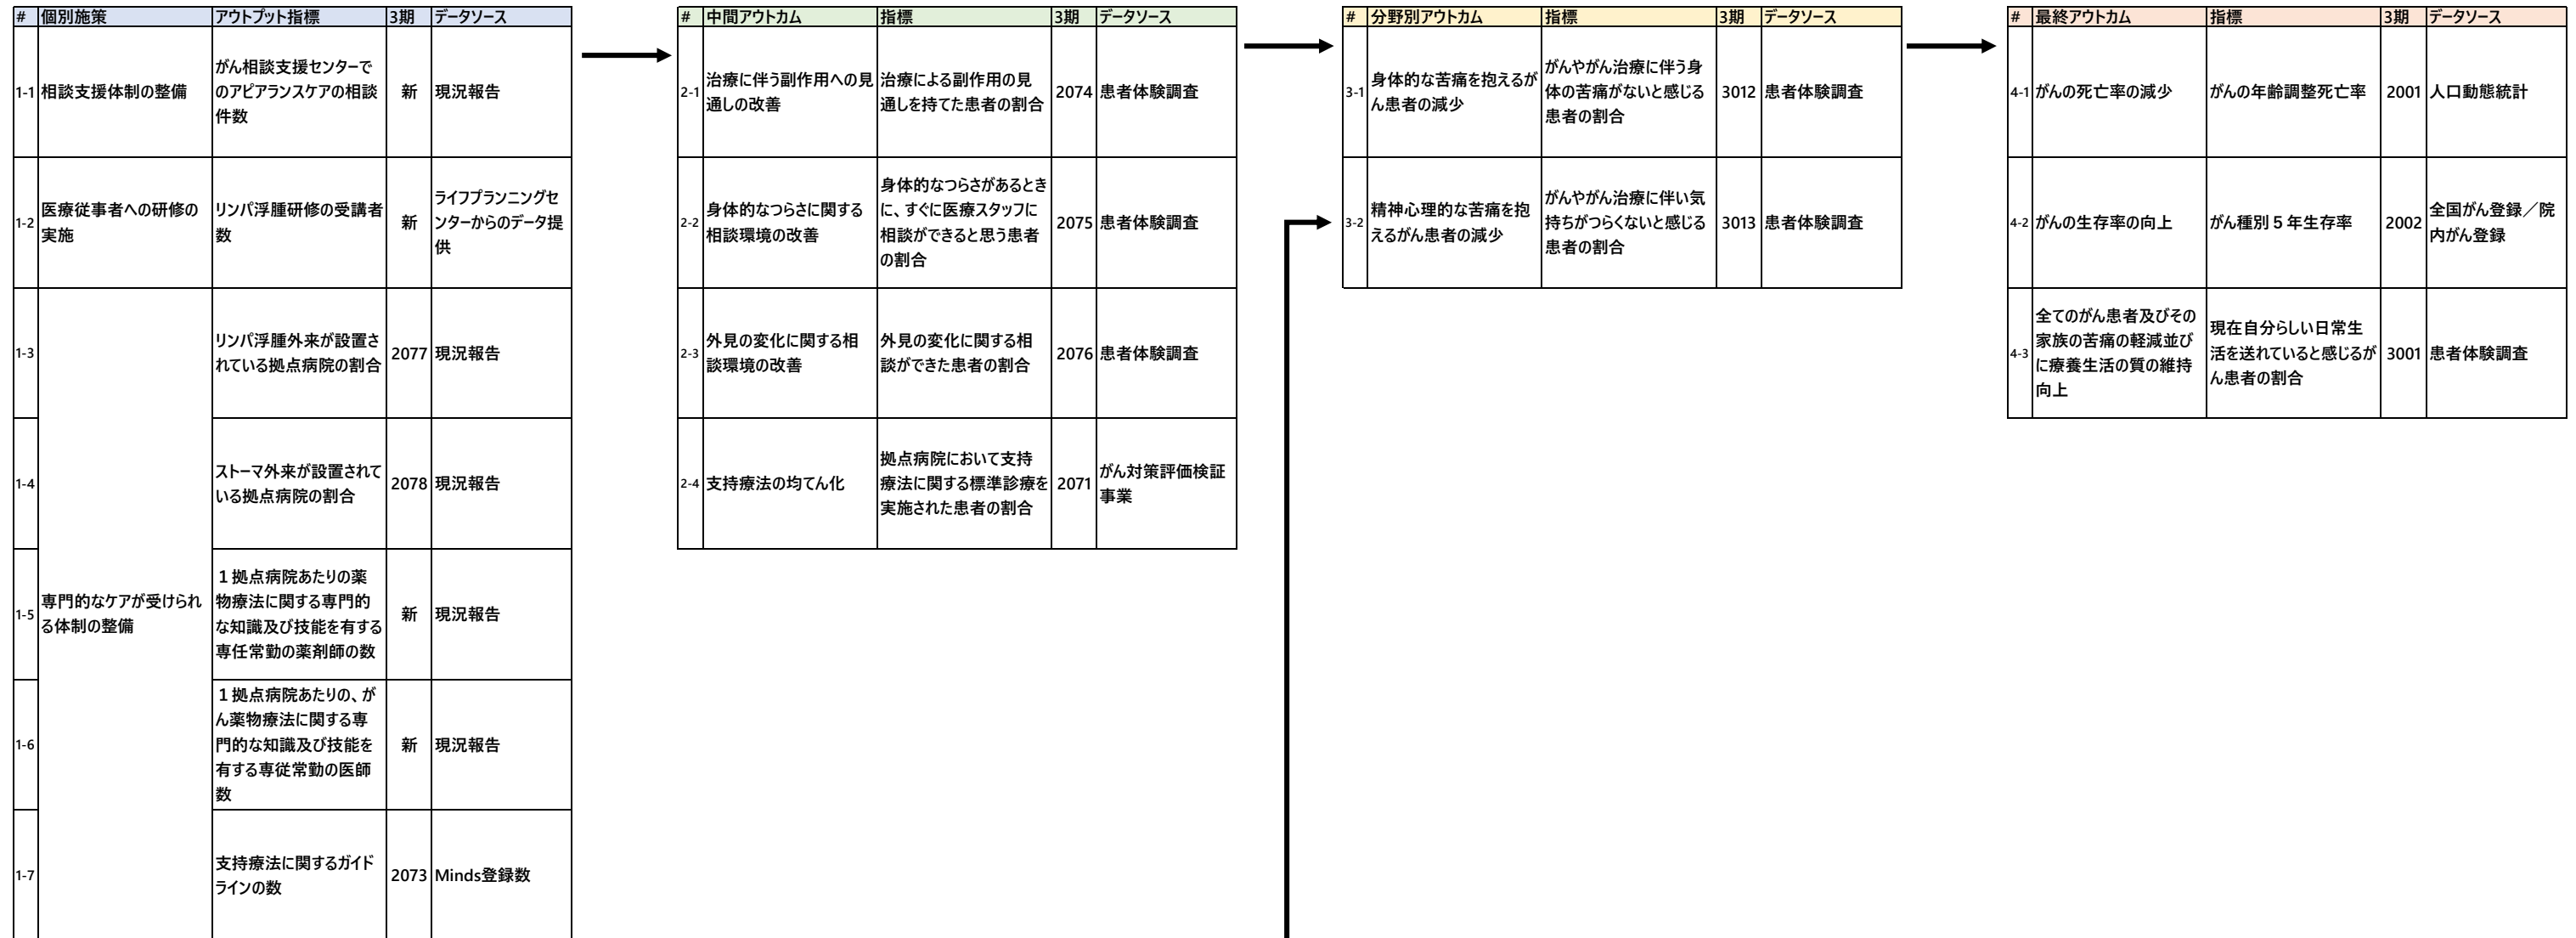 # 個別施策 アウトプット指標 3期 データソース
1-1 相談支援体制の整備
がん相談支援センターで
のアピアランスケアの相談
件数
新 現況報告
1-2 医療従事者への研修の
実施
リンパ浮腫研修の受講者
数
新
ライフプランニングセ
ンターからのデータ提
供
1-3
専門的なケアが受けられ
る体制の整備
リンパ浮腫外来が設置さ
れている拠点病院の割合
2077 現況報告
1-4
ストーマ外来が設置されて
いる拠点病院の割合
2078 現況報告
1-5
1拠点病院あたりの薬
物療法に関する専門的
な知識及び技能を有する
専任常勤の薬剤師の数
新 現況報告
1-6
1拠点病院あたりの、が
ん薬物療法に関する専
門的な知識及び技能を
有する専従常勤の医師
数
新 現況報告
1-7
支持療法に関するガイド
ラインの数
2073 Minds登録数
# 中間アウトカム 指標 3期 データソース
2-1
治療に伴う副作用への見
通しの改善
治療による副作用の見
通しを持てた患者の割合
2074 患者体験調査
2-2
身体的なつらさに関する
相談環境の改善
身体的なつらさがあるとき
に、すぐに医療スタッフに
相談ができると思う患者
の割合
2075 患者体験調査
2-3
外見の変化に関する相
談環境の改善
外見の変化に関する相
談ができた患者の割合
2076 患者体験調査
2-4 支持療法の均てん化
拠点病院において支持
療法に関する標準診療を
実施された患者の割合
2071
がん対策評価検証
事業
# 分野別アウトカム 指標 3期 データソース
3-1
身体的な苦痛を抱えるが
ん患者の減少
がんやがん治療に伴う身
体の苦痛がないと感じる
患者の割合
3012 患者体験調査
3-2
精神心理的な苦痛を抱
えるがん患者の減少
がんやがん治療に伴い気
持ちがつらくないと感じる
患者の割合
3013 患者体験調査
# 最終アウトカム 指標 3期 データソース
4-1 がんの死亡率の減少 がんの年齢調整死亡率 2001 人口動態統計
4-2 がんの生存率の向上 がん種別5年生存率 2002
全国がん登録/院
内がん登録
4-3
全てのがん患者及びその
家族の苦痛の軽減並び
に療養生活の質の維持
向上
現在自分らしい日常生
活を送れていると感じるが
ん患者の割合
3001 患者体験調査